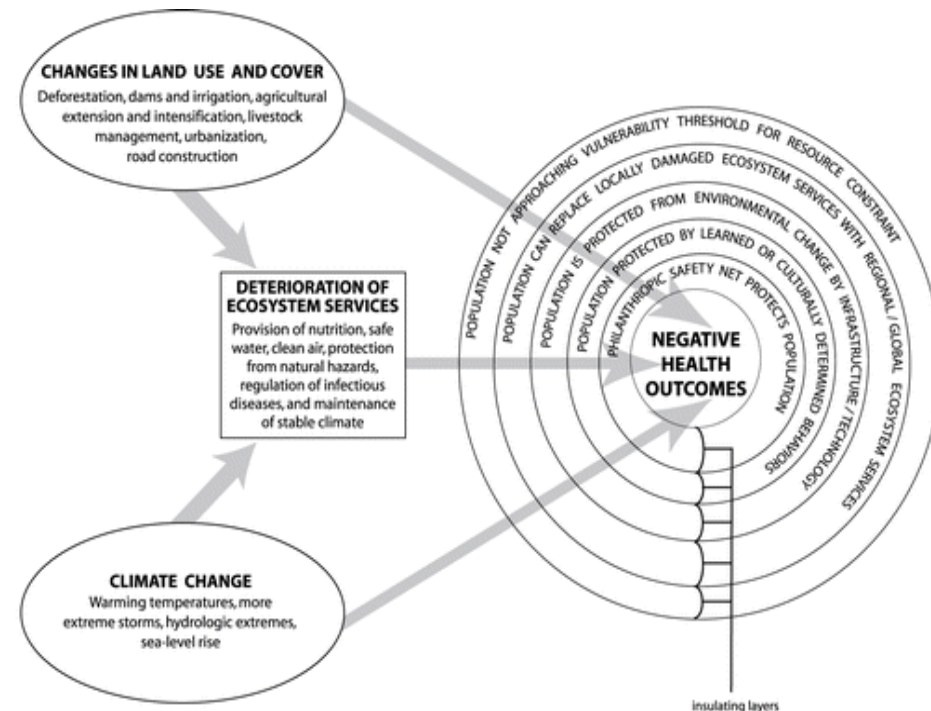 CHANGES IN LAND USE AND COVER
Deforestation, dams and irrigation, agricultural
extension and intensification, livestock
management, urbanization,
road construction
DETERIORATION OF
ECOSYSTEM SERVICES
Provision of nutrition, safe
water, clean air, protection
from natural hazards,
regulation of infectious
diseases, and maintenance
of stable climate
CLIMATE CHANGE
Warming temperatures, more
extreme storms, hydrologic extremes,
sea-level rise
POPULATION NOT APPROACHING VULNERABILITY THRESHOLD FOR RESOURCE CONSTRAINT
POPULATION CAN REPLACE LOCALLY DAMAGED ECOSYSTEM SERVICES WITH REGIONAL / GLOBAL ECOSYSTEM SERVICES
POPULATION IS PROTECTED FROM ENVIRONMENTAL CHANGE BY INFRASTRUCTURE / TECHNOLOGY
POPULATION PROTECTED BY LEARNED OR CULTURALLY DETERMINED BEHAVIORS
PHILANTHROPIC SAFETY NET PROTECTS POPULATION
NEGATIVE
HEALTH
OUTCOMES
insulating layers